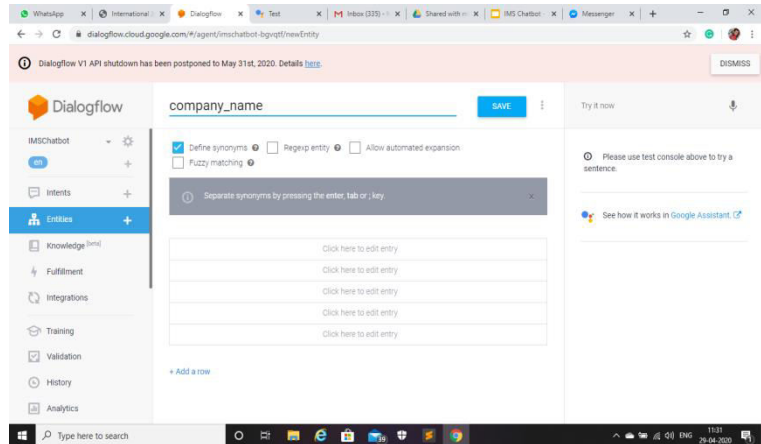 WhatsApp
International
Dialogflow
Test
Inbox (335)
Shared with m
IMS Chatbot
Messenger
dialogflow.cloud.google.com/#/agent/imschatbot-bgvqtf/newEntity
Dialogflow V1 API shutdown has been postponed to May 31st, 2020. Details here.
DISMISS
Dialogflow
company_name
SAVE
Try it now
IMSChatbot
en
Define synonyms
Regexp entity
Allow automated expansion
Fuzzy matching
Please use test console above to try a
sentence.
Intents
Separate synonyms by pressing the enter, tab or ; key.
Entities
See how it works in Google Assistant.
Knowledge [beta]
Click here to edit entry
Fulfillment
Click here to edit entry
Click here to edit entry
Integrations
Click here to edit entry
Click here to edit entry
Training
Validation
+ Add a row
History
Analytics
Type here to search
39
ENG
11:31
29-04-2020